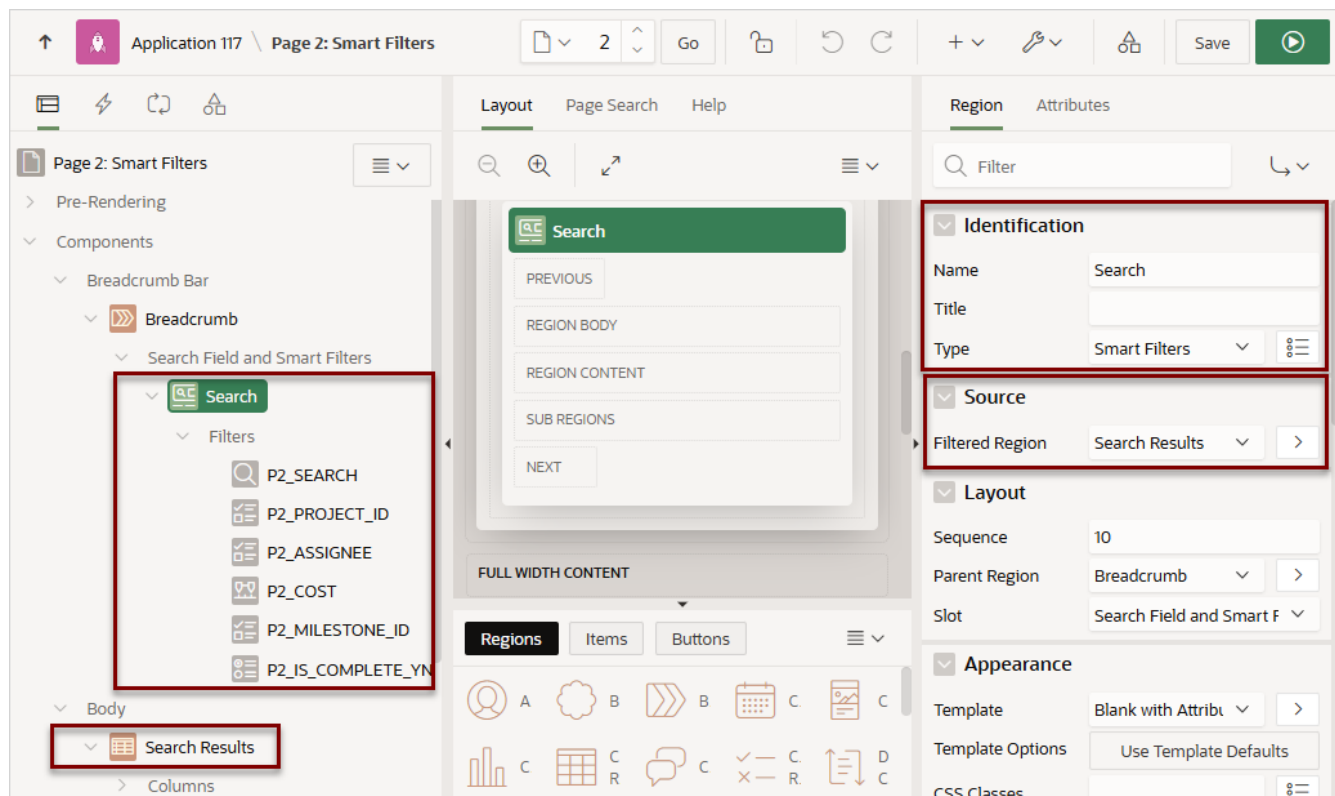 Application 117 \ Page 2: Smart Filters
2
Go
Save
Layout
Page Search
Help
Region
Attributes
Page 2: Smart Filters
Pre-Rendering
Components
Breadcrumb Bar
Breadcrumb
Search Field and Smart Filters
Search
Filters
P2_SEARCH
P2_PROJECT_ID
P2_ASSIGNEE
P2_COST
P2_MILESTONE_ID
P2_IS_COMPLETE_YN
Body
Search Results
Columns
Search
PREVIOUS
REGION BODY
REGION CONTENT
SUB REGIONS
NEXT
FULL WIDTH CONTENT
Regions
Items
Buttons
A
B
B
C.
C
C
C
R
C
C.
R.
D
C
Filter
Identification
Name
Search
Title
Type
Smart Filters
Source
Filtered Region
Search Results
Layout
Sequence
10
Parent Region
Breadcrumb
Slot
Search Field and Smart F
Appearance
Template
Blank with Attribu
Template Options
Use Template Defaults
CSS Classes